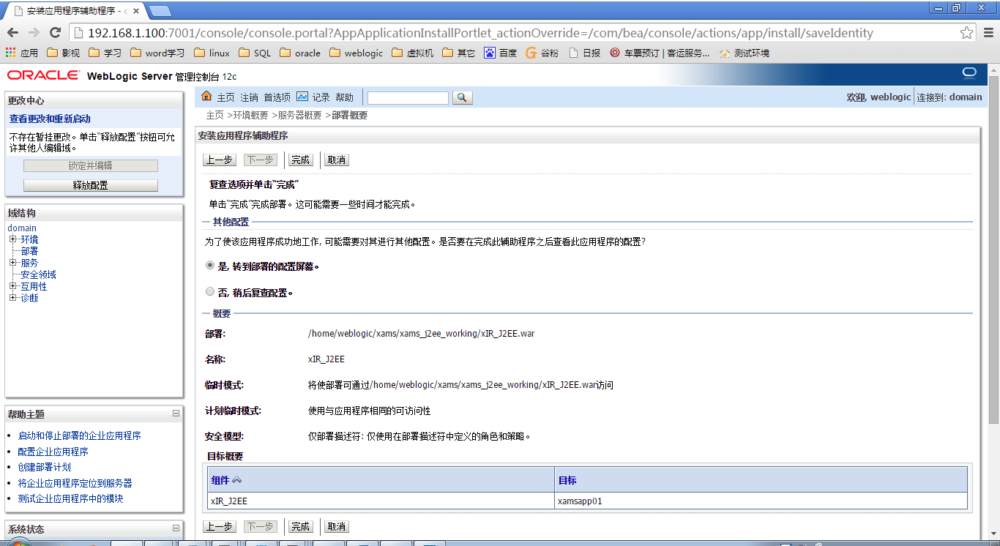 安装应用程序辅助程序 - d
192.168.1.100:7001/console/console.portal?AppApplicationInstallPortlet_actionOverride=/com/bea/console/actions/app/install/saveIdentity
应用 影视 学习 word学习 linux SQL oracle weblogic 虚拟机 其它 百度 谷粉 日报 车票预订 | 客运服务... 测试环境
ORACLE WebLogic Server 管理控制台 12c
更改中心
查看更改和重新启动
不存在暂挂更改。单击“释放配置”按钮可允
许其他人编辑域。
锁定并编辑
释放配置
域结构
domain
环境
部署
服务
安全领域
互用性
诊断
帮助主题
启动和停止部署的企业应用程序
配置企业应用程序
创建部署计划
将企业应用程序定位到服务器
测试企业应用程序中的模块
系统状态
主页 注销 首选项 记录 帮助
欢迎, weblogic 连接到: domain
主页 >环境概要 >服务器概要 >部署概要
安装应用程序辅助程序
上一步 下一步 完成 取消
复查选项并单击“完成”
单击“完成”完成部署。这可能需要一些时间才能完成。
其他配置
为了使该应用程序成功地工作, 可能需要对其进行其他配置。是否要在完成此辅助程序之后查看此应用程序的配置?
是, 转到部署的配置屏幕。
否, 稍后复查配置。
概要
部署: /home/weblogic/xams/xams_j2ee_working/xIR_J2EE.war
名称: xIR_J2EE
临时模式: 将使部署可通过/home/weblogic/xams/xams_j2ee_working/xIR_J2EE.war访问
计划临时模式: 使用与应用程序相同的可访问性
安全模型: 仅部署描述符: 仅使用在部署描述符中定义的角色和策略。
目标概要
组件 目标
xIR_J2EE xamsapp01
上一步 下一步 完成 取消